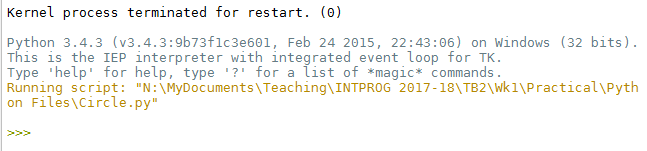 Kernel process terminated for restart. (0)
Python 3.4.3 (v3.4.3:9b73f1c3e601, Feb 24 2015, 22:43:06) on Windows (32 bits).
This is the IEP interpreter with integrated event loop for TK.
Type 'help' for help, type '?' for a list of *magic* commands.
Running script: "N:\MyDocuments\Teaching\INTPROG 2017-18\TB2\Wk1\Practical\Pyth
on Files\Circle.py"
>>>